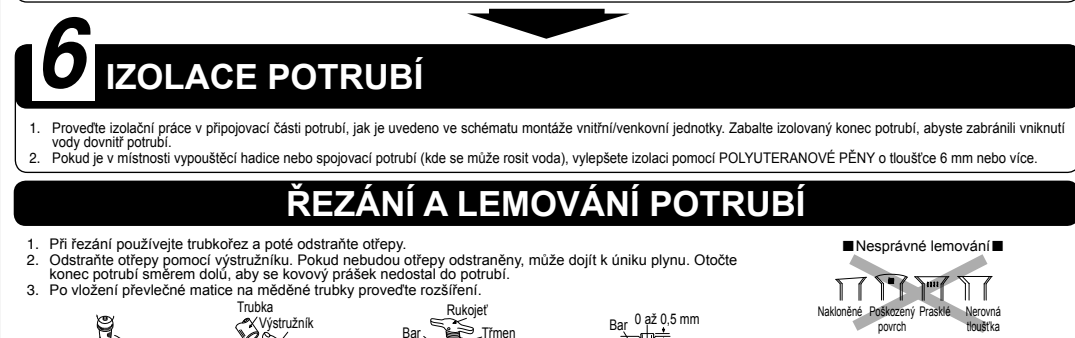 6 IZOLACE POTRUBÍ
1. Proveďte izolační práce v připojovací části potrubí, jak je uvedeno ve schématu montáže vnitřní/venkovní jednotky. Zabalte izolovaný konec potrubí, abyste zabránili vniknutí
vody dovnitř potrubí.
2. Pokud je v místnosti vypouštěcí hadice nebo spojovací potrubí (kde se může rosit voda), vylepšete izolaci pomocí POLYUTERANOVÉ PĚNY o tloušťce 6 mm nebo více.
ŘEZÁNÍ A LEMOVÁNÍ POTRUBÍ
1. Při řezání používejte trubkořez a poté odstraňte otřepy.
2. Odstraňte otřepy pomocí výstružníku. Pokud nebudou otřepy odstraněny, může dojít k úniku plynu. Otočte
konec potrubí směrem dolů, aby se kovový prášek nedostal do potrubí.
3. Po vložení převlečné matice na měděné trubky proveďte rozšíření.
■Nesprávné lemování■
Nakloněné Poškozený Prasklé Nerovná
povrch tloušťka
Trubka
Výstružník
Rukojeť
Bar Třmen
Bar 0 až 0,5 mm